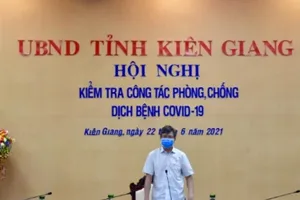 UBND TỈNH KIÊN GIANG
HỘI NGHỊ
KIỂM TRA CÔNG TÁC PHÒNG, CHỐNG
DỊCH BỆNH COVID-19
Kiên Giang, ngày 22 6 năm 2021